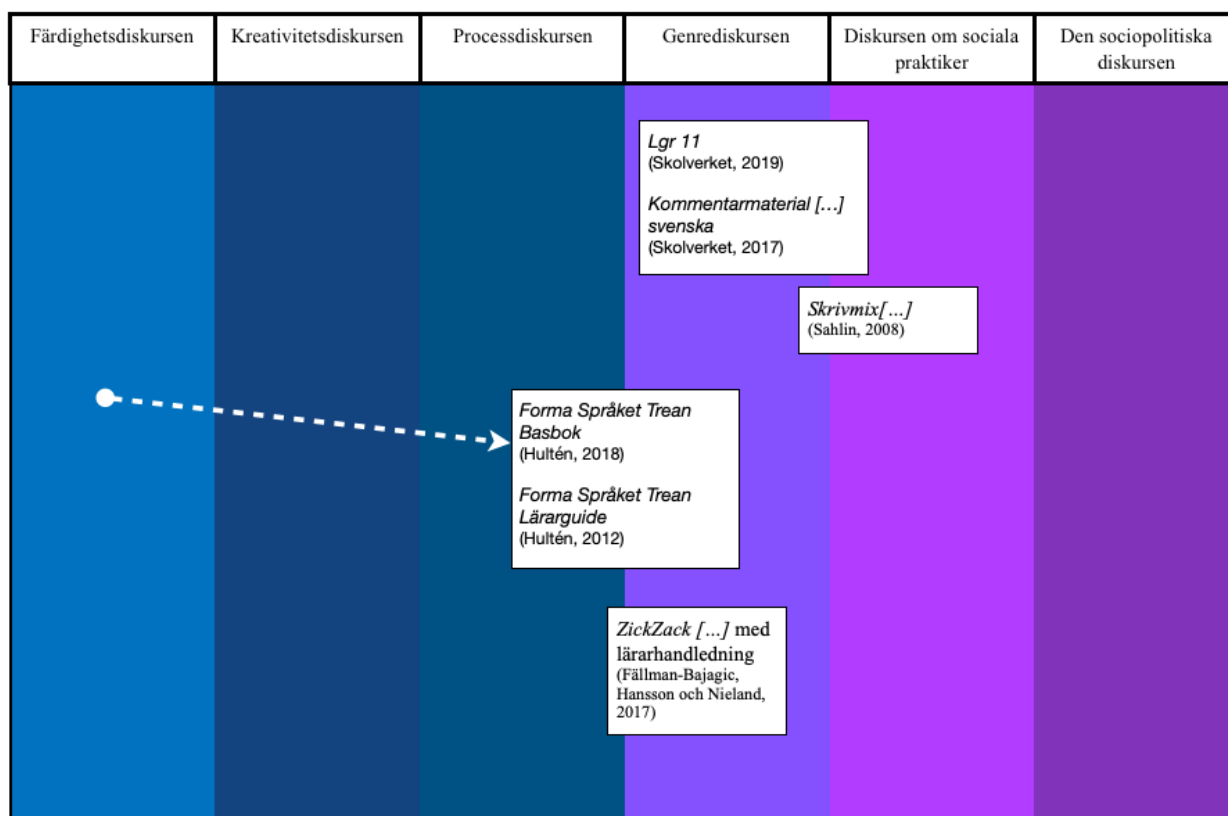 Färdighetsdiskursen
Kreativitetsdiskursen
Processdiskursen
Genrediskursen
Diskursen om sociala
praktiker
Den sociopolitiska
diskursen
Lgr 11
(Skolverket, 2019)
Kommentarmaterial [...]
svenska
(Skolverket, 2017)
Skrivmix[...]
(Sahlin, 2008)
Forma Språket Trean
Basbok
(Hultén, 2018)
Forma Språket Trean
Lärarguide
(Hultén, 2012)
ZickZack [...] med
lärarhandledning
(Fällman-Bajagic,
Hansson och Nieland,
2017)